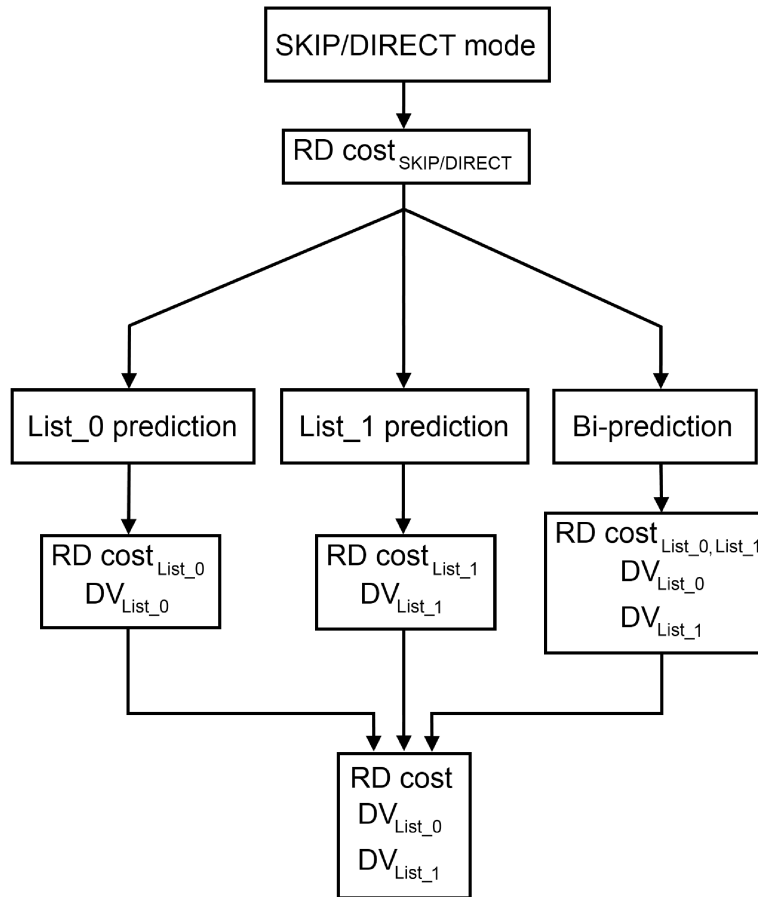 SKIP/DIRECT mode
RD cost SKIP/DIRECT
List_0 prediction
List_1 prediction
Bi-prediction
RD cost List_0
DV List_0
RD cost List_1
DV List_1
RD cost List_0, List_1
DV List_0
DV List_1
RD cost
DV List_0
DV List_1